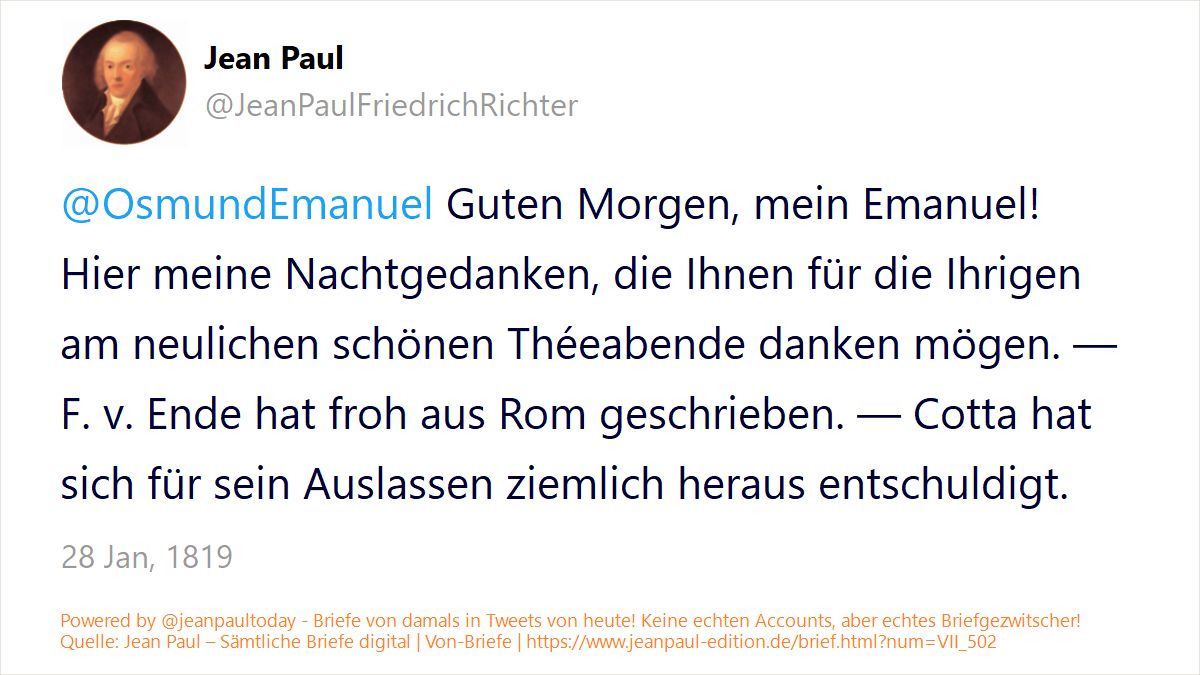 Jean Paul
@JeanPaulFriedrichRichter
@OsmundEmanuel Guten Morgen, mein Emanuel!
Hier meine Nachtgedanken, die Ihnen für die Ihrigen
am neulichen schönen Théeabende danken mögen. —
F. v. Ende hat froh aus Rom geschrieben. — Cotta hat
sich für sein Auslassen ziemlich heraus entschuldigt.
28 Jan, 1819
Powered by @jeanpaultoday - Briefe von damals in Tweets von heute! Keine echten Accounts, aber echtes Briefgezwitscher!
Quelle: Jean Paul – Sämtliche Briefe digital | Von-Briefe | https://www.jeanpaul-edition.de/brief.html?num=VII_502